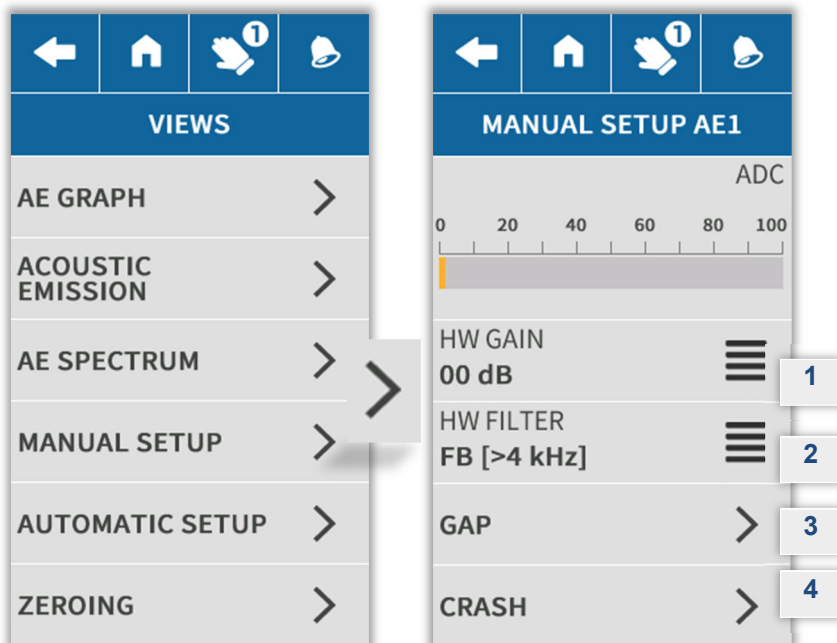 1
VIEWS
AE GRAPH
ACOUSTIC
EMISSION
AE SPECTRUM
MANUAL SETUP
AUTOMATIC SETUP
ZEROING
1
MANUAL SETUP AE1
ADC
0 20 40 60 80 100
HW GAIN
00 dB
1
HW FILTER
FB [>4 kHz]
2
GAP
3
CRASH
4